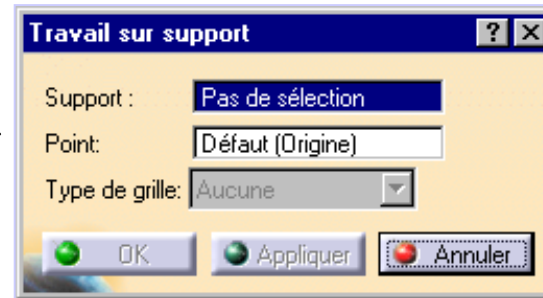 Travail sur support
Support : Pas de sélection
Point: Défaut (Origine)
Type de grille: Aucune
OK Appliquer Annuler